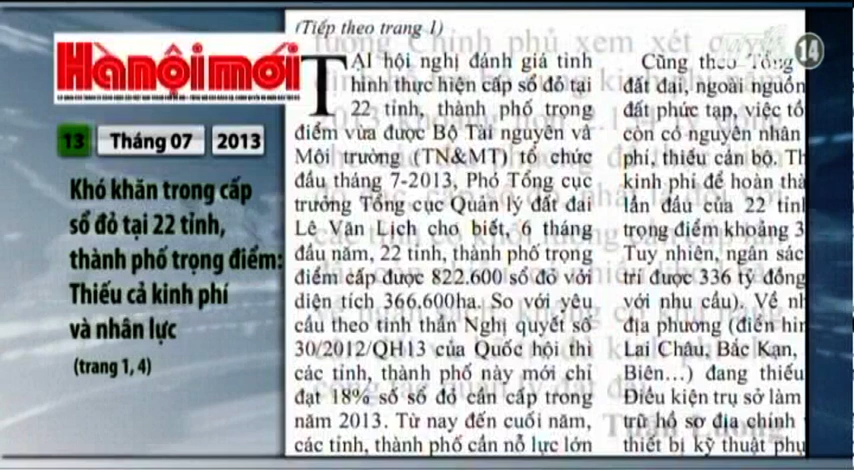 Hànộimới
13 Tháng 07 2013
Khó khăn trong cấp
sổ đỏ tại 22 tỉnh,
thành phố trọng điểm:
Thiếu cả kinh phí
và nhân lực
(trang 1, 4)
14
(Tiếp theo trang 1)
TẠI hội nghị đánh giá tình
hình thực hiện cấp sổ đỏ tại
22 tỉnh, thành phố trọng
điểm vừa được Bộ Tài nguyên và
Môi trường (TN&MT) tổ chức
đầu tháng 7-2013, Phó Tổng cục
trưởng Tổng cục Quản lý đất đai
Lê Văn Lịch cho biết, 6 tháng
đầu năm, 22 tỉnh, thành phố trọng
điểm cấp được 822.600 sổ đỏ với
diện tích 366.600ha. So với yêu
cầu theo tinh thần Nghị quyết số
30/2012/QH13 của Quốc hội thì
các tỉnh, thành phố này mới chỉ
đạt 18% số sổ đỏ cần cấp trong
năm 2013. Từ nay đến cuối năm,
các tỉnh, thành phố cần nỗ lực lớn
Cũng theo Tổng
đất đai, ngoài nguồn
đất phức tạp, việc tồ
còn có nguyên nhân
phí, thiếu cán bộ. Th
kinh phí để hoàn thà
lần đầu của 22 tỉnh
trọng điểm khoảng 3
Tuy nhiên, ngân sác
trí được 336 tỷ đồng
với nhu cầu). Về nh
địa phương (điển hìn
Lai Châu, Bắc Kạn,
Biên...) đang thiếu
Điều kiện trụ sở làm
trữ hồ sơ địa chính
thiết bị kỹ thuật phụ